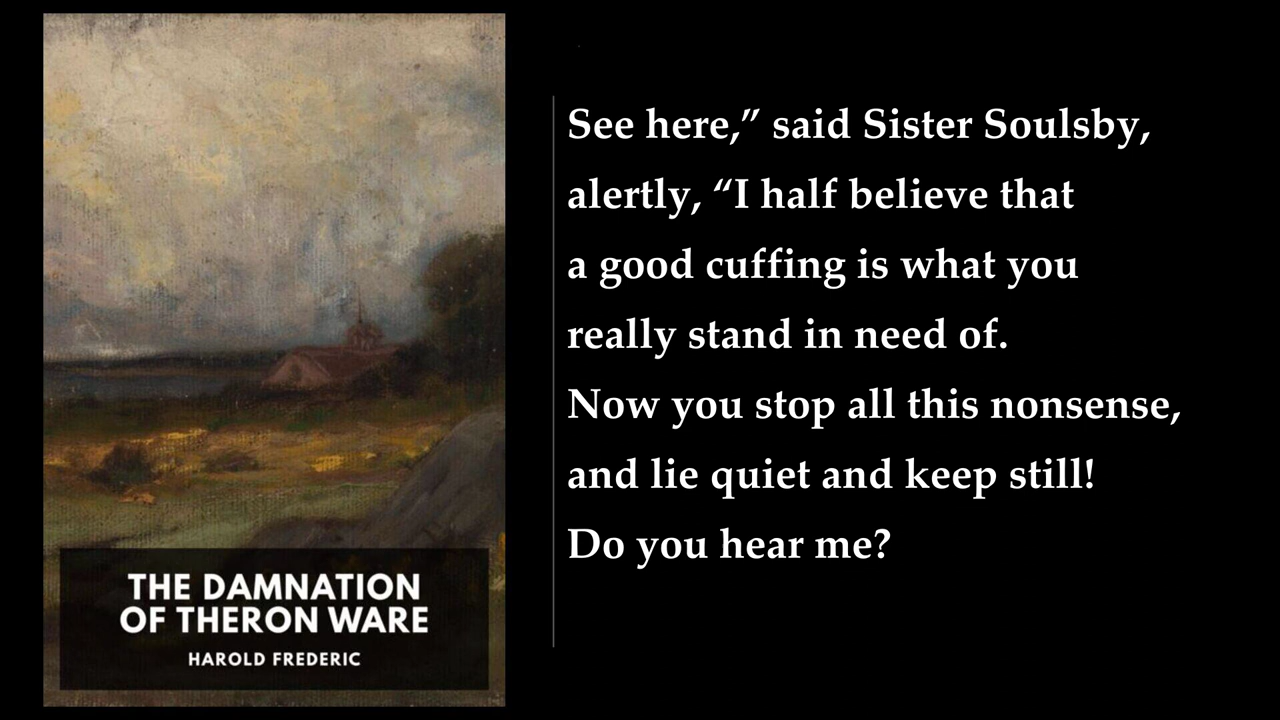 See here,” said Sister Soulsby,
alertly, “I half believe that
a good cuffing is what you
really stand in need of.
Now you stop all this nonsense,
and lie quiet and keep still!
Do you hear me?
THE DAMNATION
OF THERON WARE
HAROLD FREDERIC